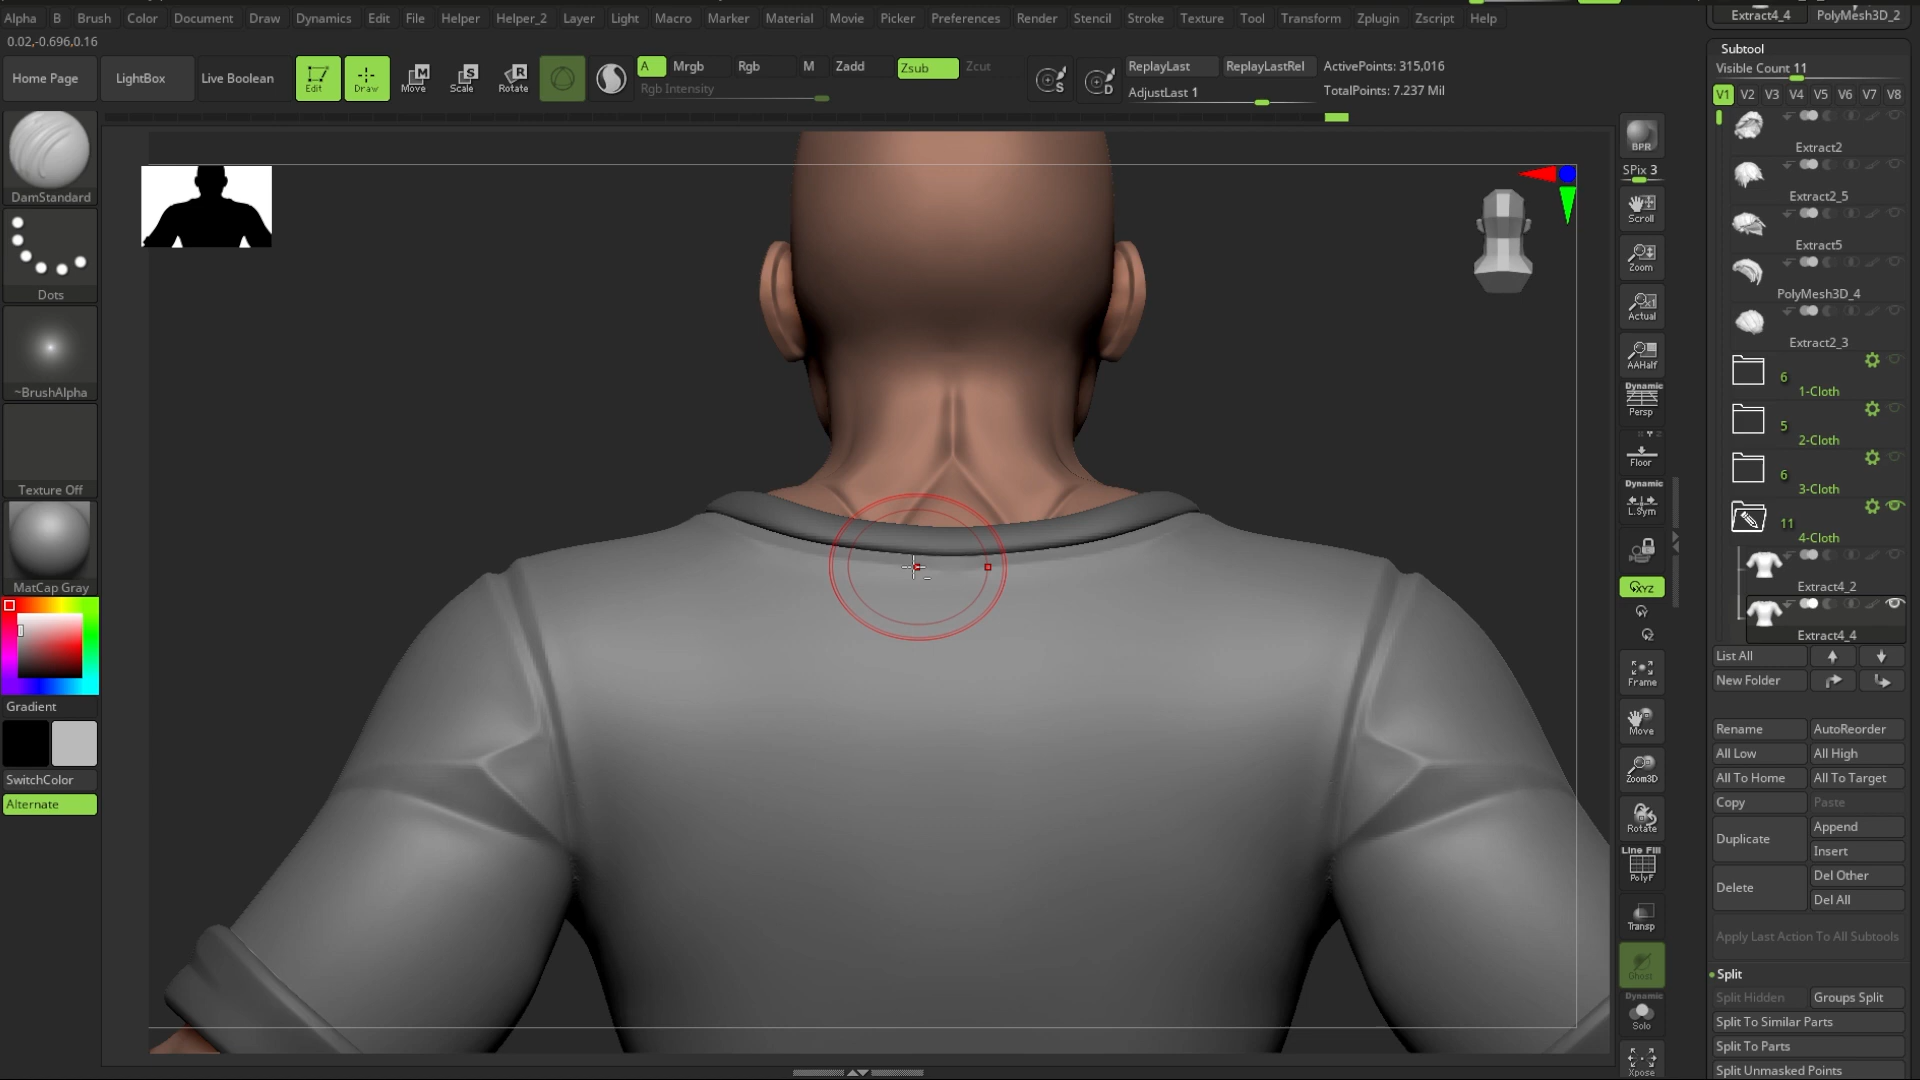 Alpha B Brush Color Document Draw Dynamics Edit File Helper Helper_2 Layer Light Macro Marker Material Movie Picker Preferences Render Stencil Stroke Texture Tool Transform Zplugin Zscript Help
Extract4_4 PolyMesh3D_2
0.02,-0.696,0.16
Home Page LightBox Live Boolean Edit Draw Move Scale Rotate
A Mrgb Rgb M Zadd Zsub Zcut
Rgb Intensity
ReplayLast ReplayLastRel ActivePoints: 315,016
AdjustLast 1 TotalPoints: 7.237 Mil
DamStandard
Dots
~BrushAlpha
Texture Off
MatCap Gray
Gradient
SwitchColor
Alternate
BPR
SPix 3
Scroll
Zoom
Actual
AAHalf
Dynamic
Persp
Floor
Dynamic
L.Sym
XYZ
Frame
Move
Zoom3D
Rotate
Line Fill
PolyF
Transp
Ghost
Dynamic
Solo
Xpose
Subtool
Visible Count 11
V1 V2 V3 V4 V5 V6 V7 V8
Extract2
Extract2_5
Extract5
PolyMesh3D_4
Extract2_3
6
1-Cloth
5
2-Cloth
6
3-Cloth
11
4-Cloth
Extract4_2
Extract4_4
List All
New Folder
Rename AutoReorder
All Low All High
All To Home All To Target
Copy Paste
Duplicate Append
Insert
Delete Del Other
Del All
Apply Last Action To All Subtools
Split
Split Hidden Groups Split
Split To Similar Parts
Split To Parts
Split Unmasked Points